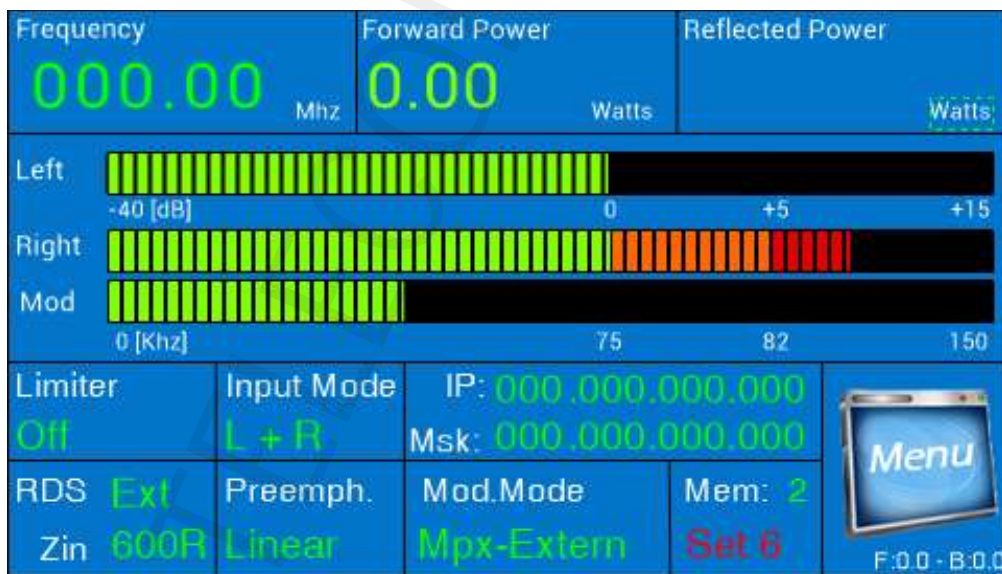 Frequency
000.00 Mhz
Forward Power
0.00 Watts
Reflected Power
Watts
Left
-40 [dB] 0 +5 +15
Right
Mod
0 [Khz] 75 82 150
Limiter
Off
Input Mode
L + R
IP: 000.000.000.000
Msk: 000.000.000.000
Menu
RDS Ext
Zin 600R
Preemph.
Linear
Mod.Mode
Mpx-Extern
Mem: 2
Set 6
F:0.0 - B:0.0